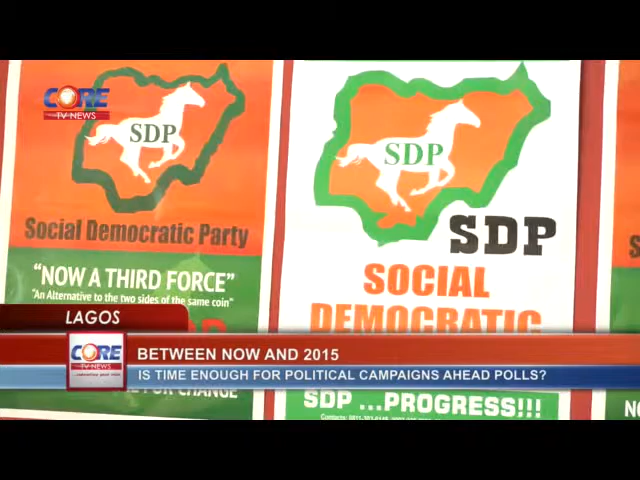 CORE
TV NEWS
SDP
Social Democratic Party
"NOW A THIRD FORCE"
"An Alternative to the two sides of the same coin"
SDP
SDP
SOCIAL
DEMOCRATIC
SDP ...PROGRESS!!!
LAGOS
CORE
TV NEWS
BETWEEN NOW AND 2015
IS TIME ENOUGH FOR POLITICAL CAMPAIGNS AHEAD POLLS?
FOR CHANGE